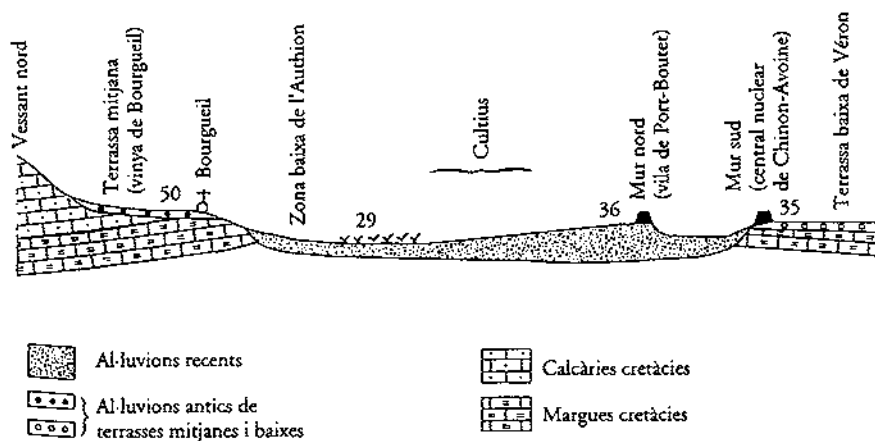 Vessant nord
Terrassa mitjana
(vinya de Bourgueil)
Bourgueil
Zona baixa de l'Authion
Cultius
Mur nord
(vila de Port-Boutet)
Mur sud
(central nuclear
de Chinon-Avoine)
Terrassa baixa de Véron
50
29
36
35
Al·luvions recents
Al·luvions antics de
terrasses mitjanes i baixes
Calcàries cretàcies
Margues cretàcies